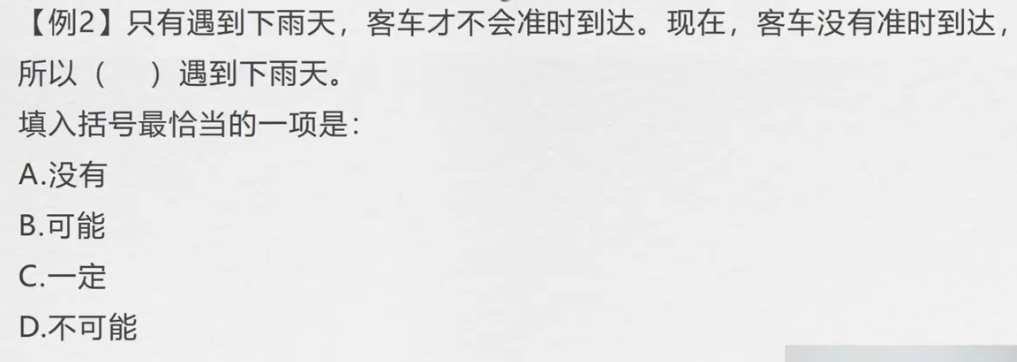 【例2】只有遇到下雨天，客车才不会准时到达。现在，客车没有准时到达，
所以（ ）遇到下雨天。
填入括号最恰当的一项是：
A.没有
B.可能
C.一定
D.不可能